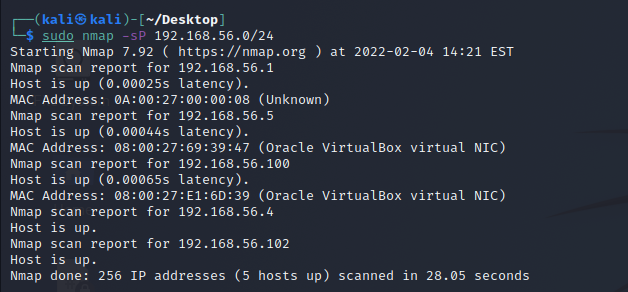 ┌──(kali㉿kali)-[~/Desktop]
└─$ sudo nmap -sP 192.168.56.0/24
Starting Nmap 7.92 ( https://nmap.org ) at 2022-02-04 14:21 EST
Nmap scan report for 192.168.56.1
Host is up (0.00025s latency).
MAC Address: 0A:00:27:00:00:08 (Unknown)
Nmap scan report for 192.168.56.5
Host is up (0.00044s latency).
MAC Address: 08:00:27:69:39:47 (Oracle VirtualBox virtual NIC)
Nmap scan report for 192.168.56.100
Host is up (0.00065s latency).
MAC Address: 08:00:27:E1:6D:39 (Oracle VirtualBox virtual NIC)
Nmap scan report for 192.168.56.4
Host is up.
Nmap scan report for 192.168.56.102
Host is up.
Nmap done: 256 IP addresses (5 hosts up) scanned in 28.05 seconds